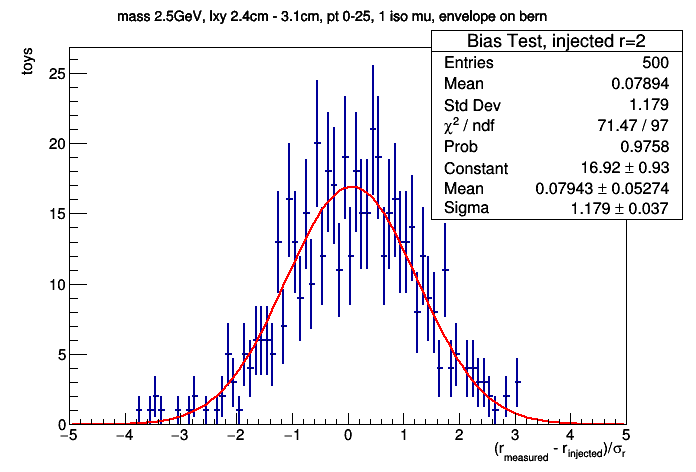 mass 2.5GeV, lxy 2.4cm - 3.1cm, pt 0-25, 1 iso mu, envelope on bern
Bias Test, injected r=2
Entries 500
Mean 0.07894
Std Dev 1.179
χ² / ndf 71.47 / 97
Prob 0.9758
Constant 16.92 ± 0.93
Mean 0.07943 ± 0.05274
Sigma 1.179 ± 0.037
toys
25
20
15
10
5
0
−5 −4 −3 −2 −1 0 1 2 3 4 5
(r_measured - r_injected)/σ_r